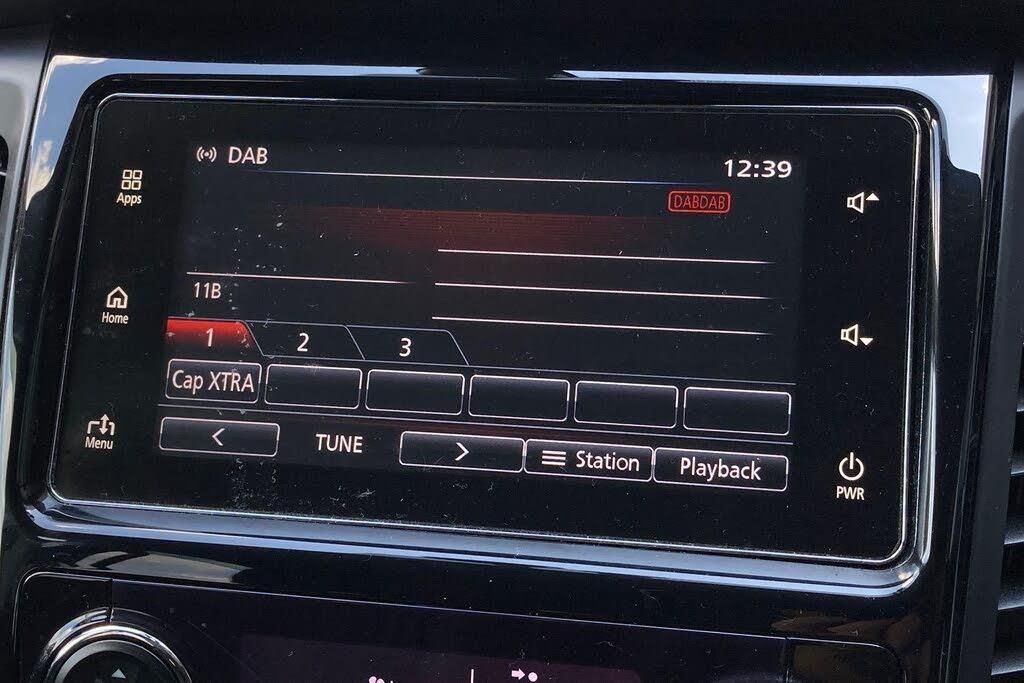 DAB
12:39
Apps
DABDAB
11B
Home
1 2 3
Cap XTRA
Menu
< TUNE > Station Playback
PWR